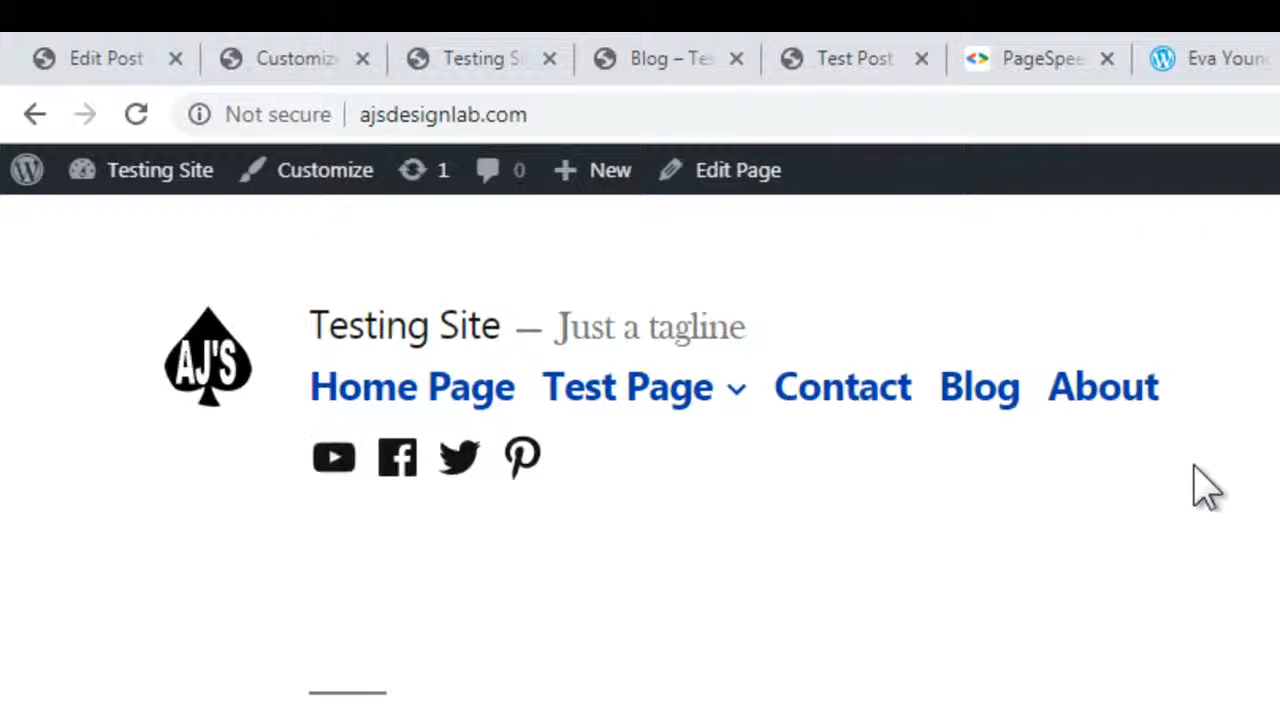 Edit Post Customize Testing S Blog – Te Test Post PageSpee Eva Youn
Not secure ajsdesignlab.com
Testing Site Customize 1 0 New Edit Page
AJ'S
Testing Site — Just a tagline
Home Page Test Page Contact Blog About